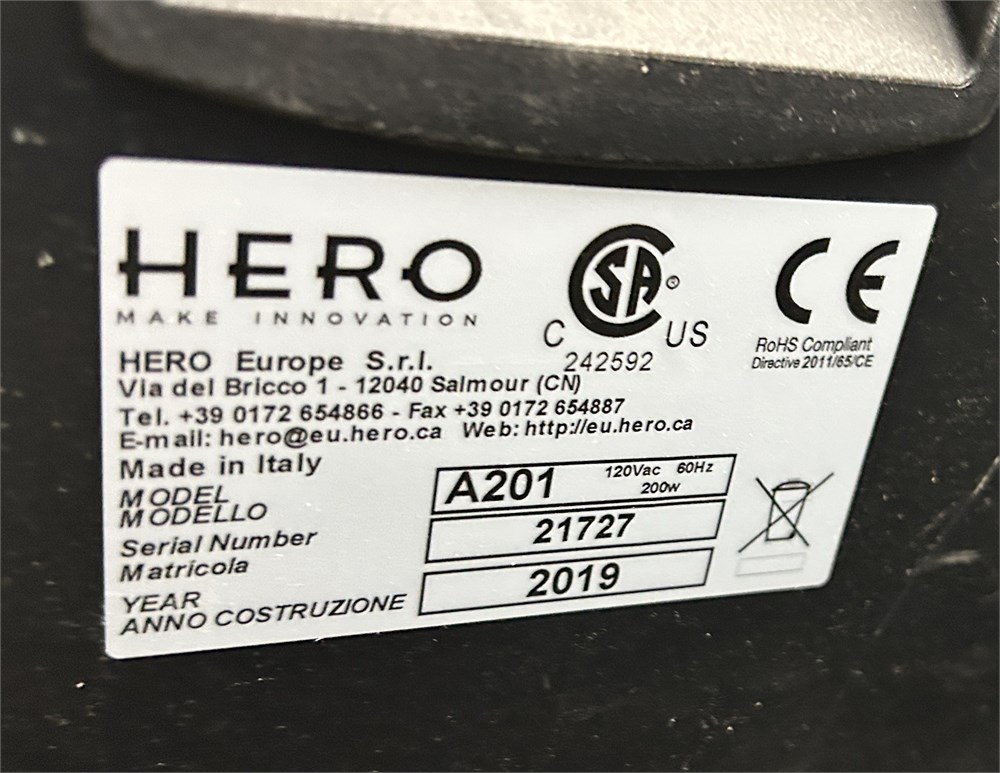 HERO
MAKE INNOVATION
SA ®
C US
242592
CE
RoHS Compliant
Directive 2011/65/CE
HERO Europe S.r.l.
Via del Bricco 1 - 12040 Salmour (CN)
Tel. +39 0172 654866 - Fax +39 0172 654887
E-mail: hero@eu.hero.ca Web: http://eu.hero.ca
Made in Italy
MODEL
MODELLO
A201 120Vac 60Hz
200w
Serial Number
Matricola
21727
YEAR
ANNO COSTRUZIONE
2019